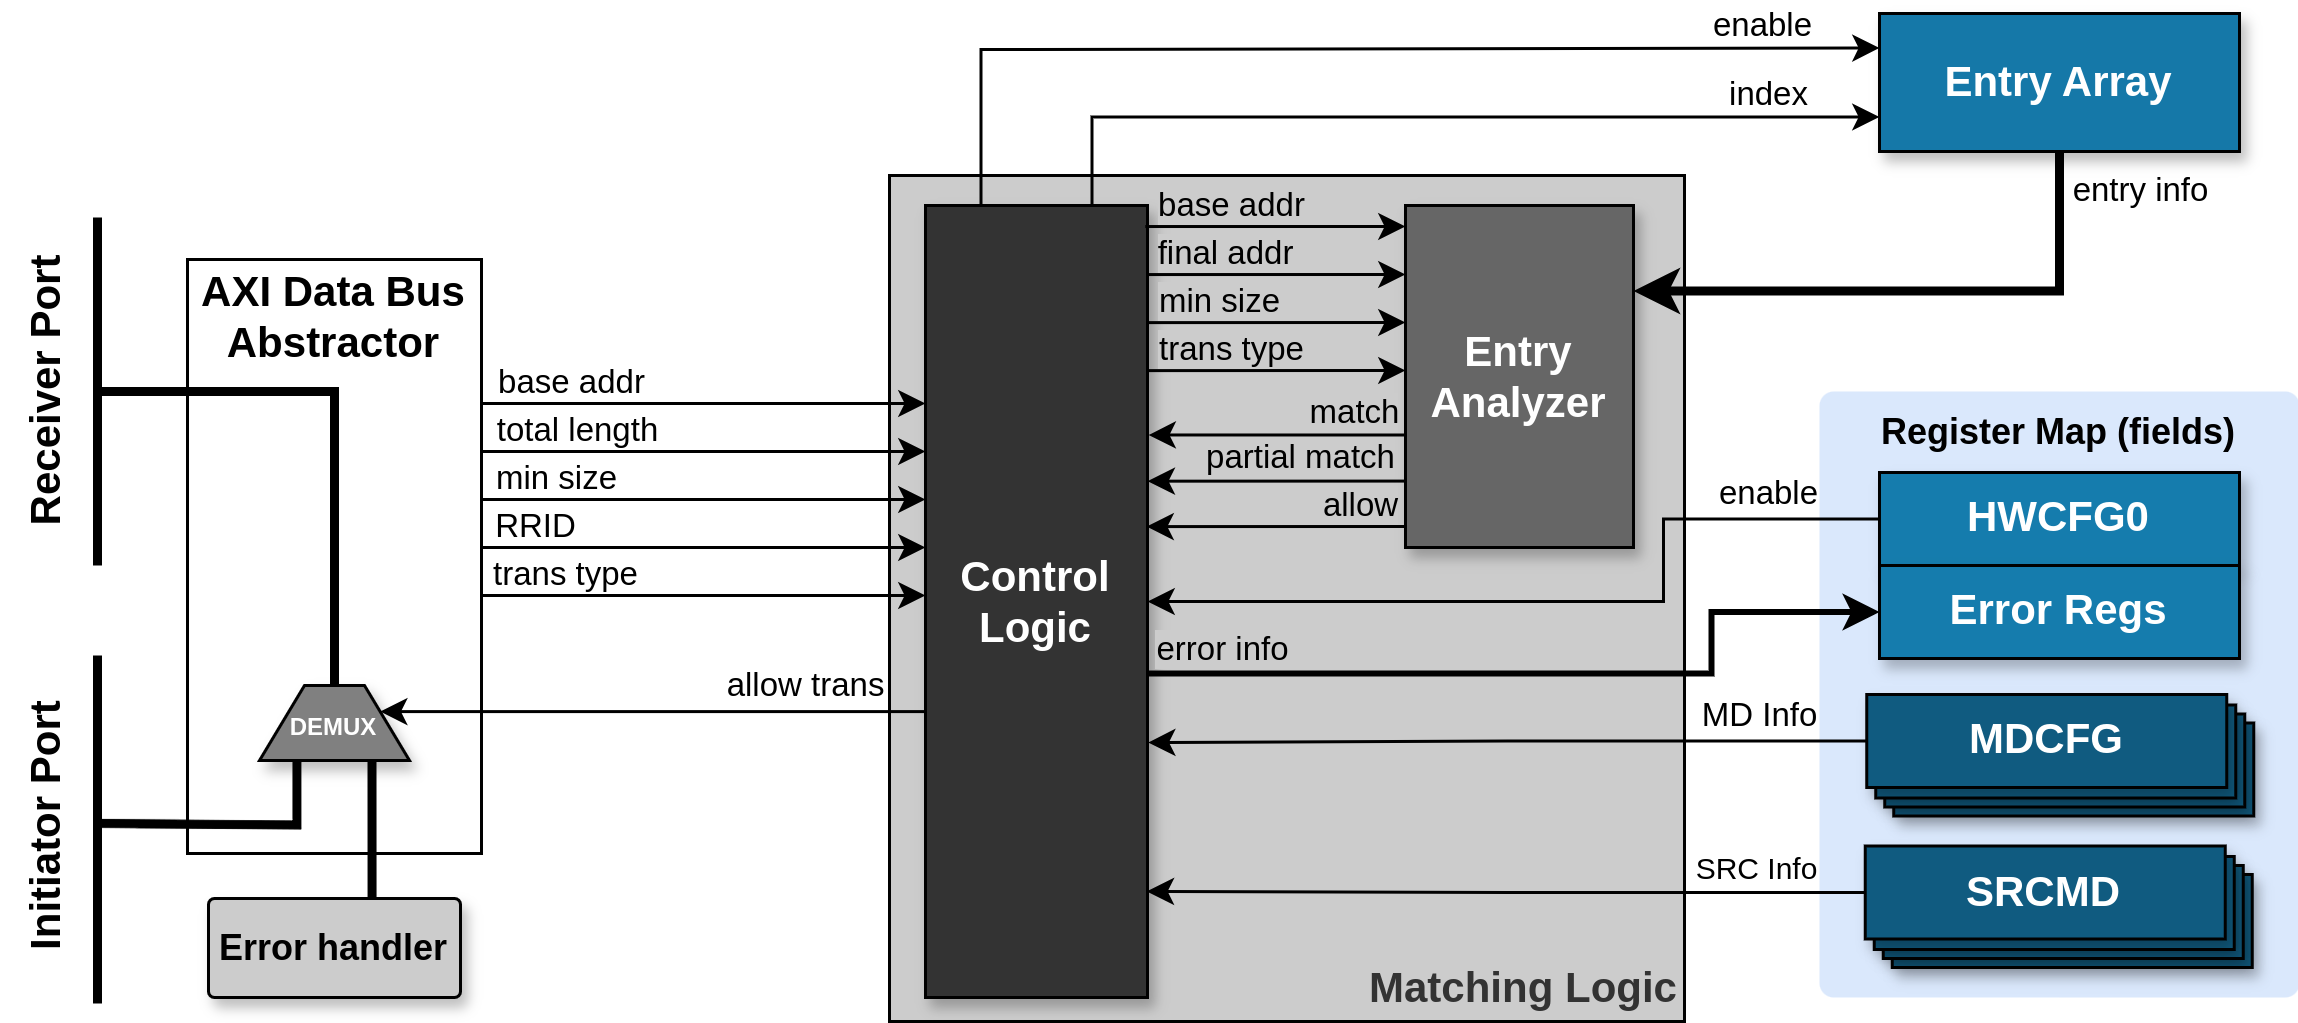 enable
index
Entry Array
entry info
Receiver Port
Initiator Port
AXI Data Bus
Abstractor
DEMUX
Error handler
base addr
total length
min size
RRID
trans type
allow trans
Control
Logic
base addr
final addr
min size
trans type
match
partial match
allow
error info
Entry
Analyzer
Matching Logic
Register Map (fields)
enable
HWCFG0
Error Regs
MD Info
MDCFG
SRC Info
SRCMD